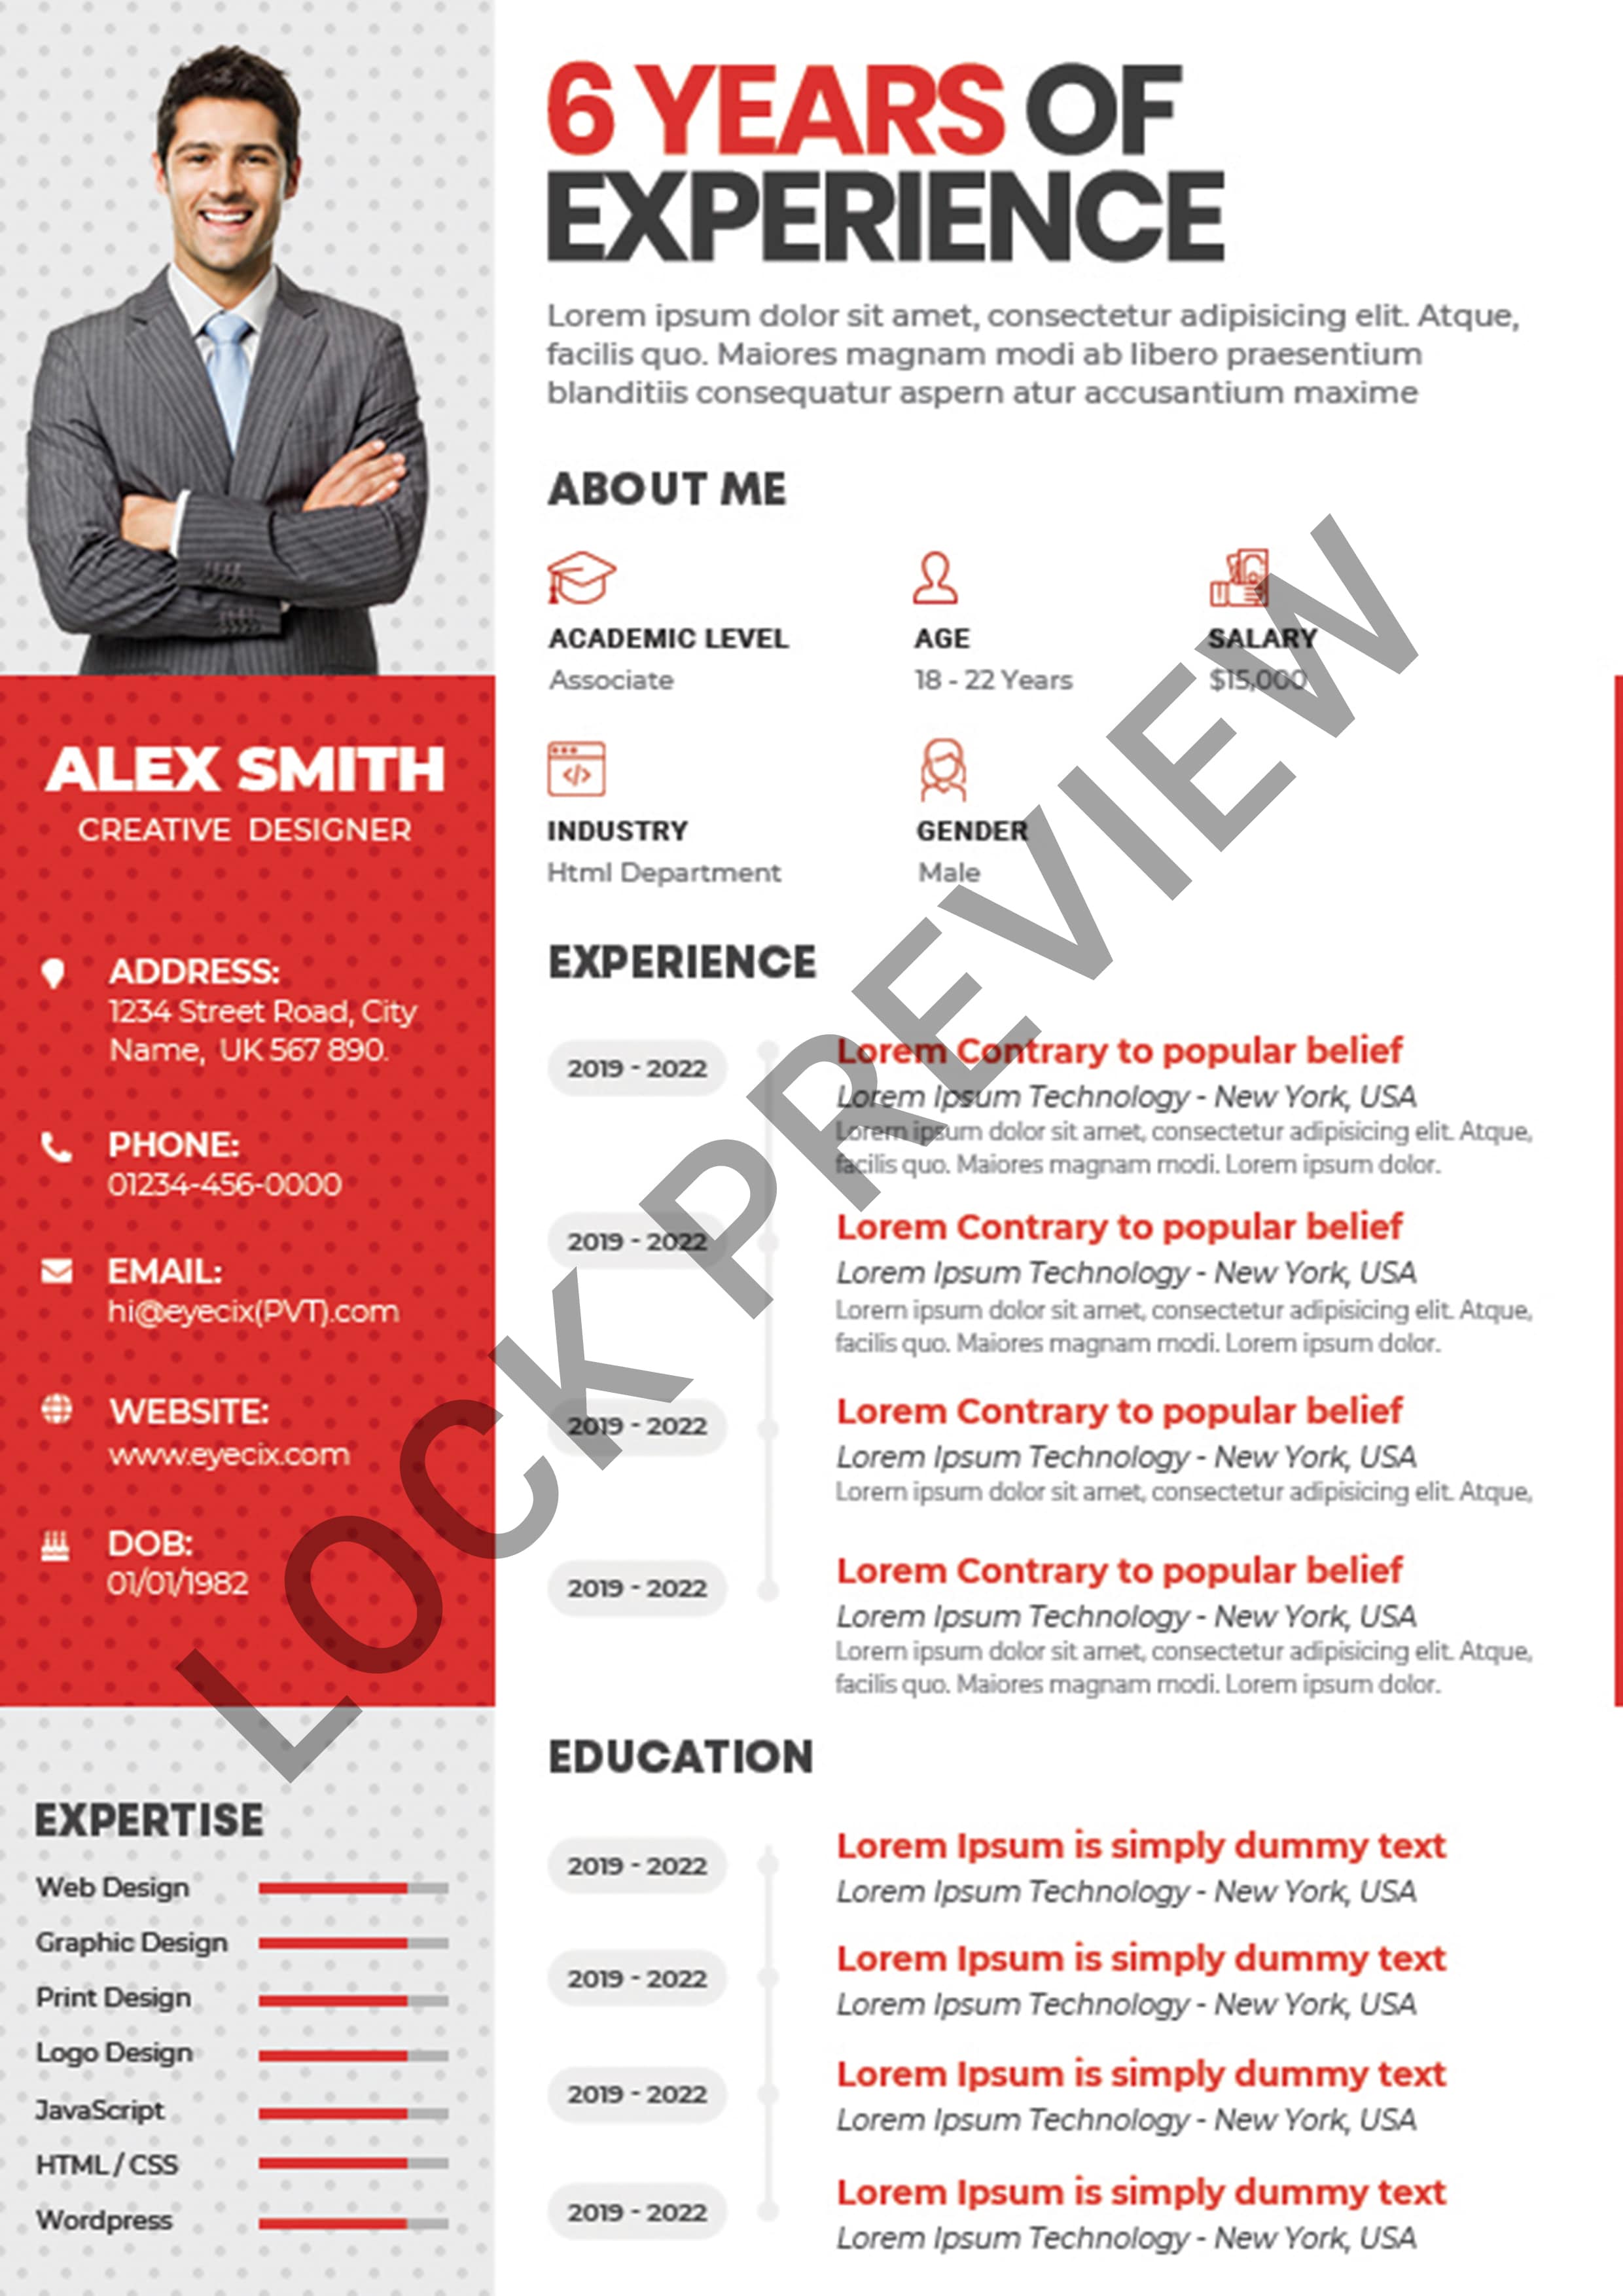 6 YEARS OF
EXPERIENCE
Lorem ipsum dolor sit amet, consectetur adipisicing elit. Atque,
facilis quo. Maiores magnam modi ab libero praesentium
blanditiis consequatur aspern atur accusantium maxime
ABOUT ME
ACADEMIC LEVEL
Associate
AGE
18 - 22 Years
SALARY
$15,000
INDUSTRY
Html Department
GENDER
Male
ALEX SMITH
CREATIVE DESIGNER
ADDRESS:
1234 Street Road, City
Name, UK 567 890.
PHONE:
01234-456-0000
EMAIL:
hi@eyecix(PVT).com
WEBSITE:
www.eyecix.com
DOB:
01/01/1982
EXPERTISE
Web Design
Graphic Design
Print Design
Logo Design
JavaScript
HTML / CSS
Wordpress
EXPERIENCE
2019 - 2022
Lorem Contrary to popular belief
Lorem Ipsum Technology - New York, USA
Lorem ipsum dolor sit amet, consectetur adipisicing elit. Atque,
facilis quo. Maiores magnam modi. Lorem ipsum dolor.
2019 - 2022
Lorem Contrary to popular belief
Lorem Ipsum Technology - New York, USA
Lorem ipsum dolor sit amet, consectetur adipisicing elit. Atque,
facilis quo. Maiores magnam modi. Lorem ipsum dolor.
2019 - 2022
Lorem Contrary to popular belief
Lorem Ipsum Technology - New York, USA
Lorem ipsum dolor sit amet, consectetur adipisicing elit. Atque,
2019 - 2022
Lorem Contrary to popular belief
Lorem Ipsum Technology - New York, USA
Lorem ipsum dolor sit amet, consectetur adipisicing elit. Atque,
facilis quo. Maiores magnam modi. Lorem ipsum dolor.
EDUCATION
2019 - 2022
Lorem Ipsum is simply dummy text
Lorem Ipsum Technology - New York, USA
2019 - 2022
Lorem Ipsum is simply dummy text
Lorem Ipsum Technology - New York, USA
2019 - 2022
Lorem Ipsum is simply dummy text
Lorem Ipsum Technology - New York, USA
2019 - 2022
Lorem Ipsum is simply dummy text
Lorem Ipsum Technology - New York, USA
LOCK PREVIEW